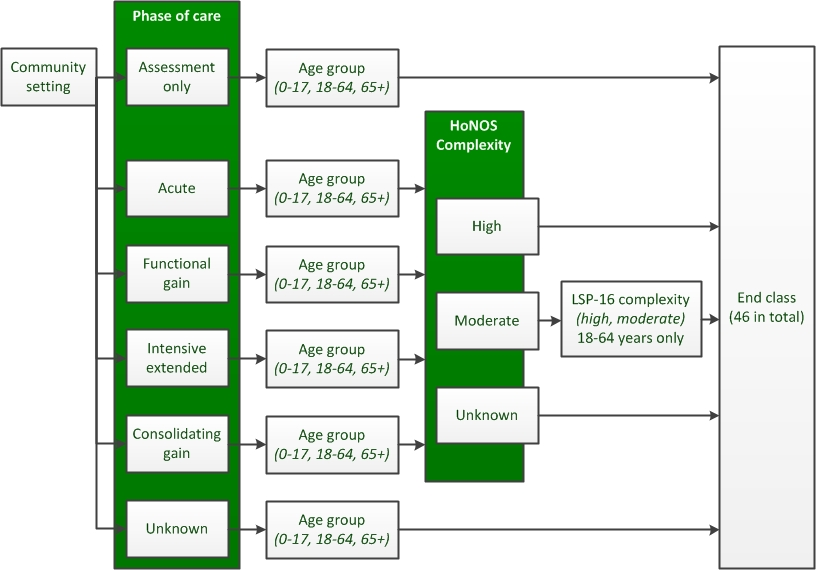 Phase of care
Community
setting
Assessment
only
Age group
(0-17, 18-64, 65+)
HoNOS
Complexity
Acute
Age group
(0-17, 18-64, 65+)
High
Functional
gain
Age group
(0-17, 18-64, 65+)
Moderate
LSP-16 complexity
(high, moderate)
18-64 years only
End class
(46 in total)
Intensive
extended
Age group
(0-17, 18-64, 65+)
Unknown
Consolidating
gain
Age group
(0-17, 18-64, 65+)
Unknown
Age group
(0-17, 18-64, 65+)